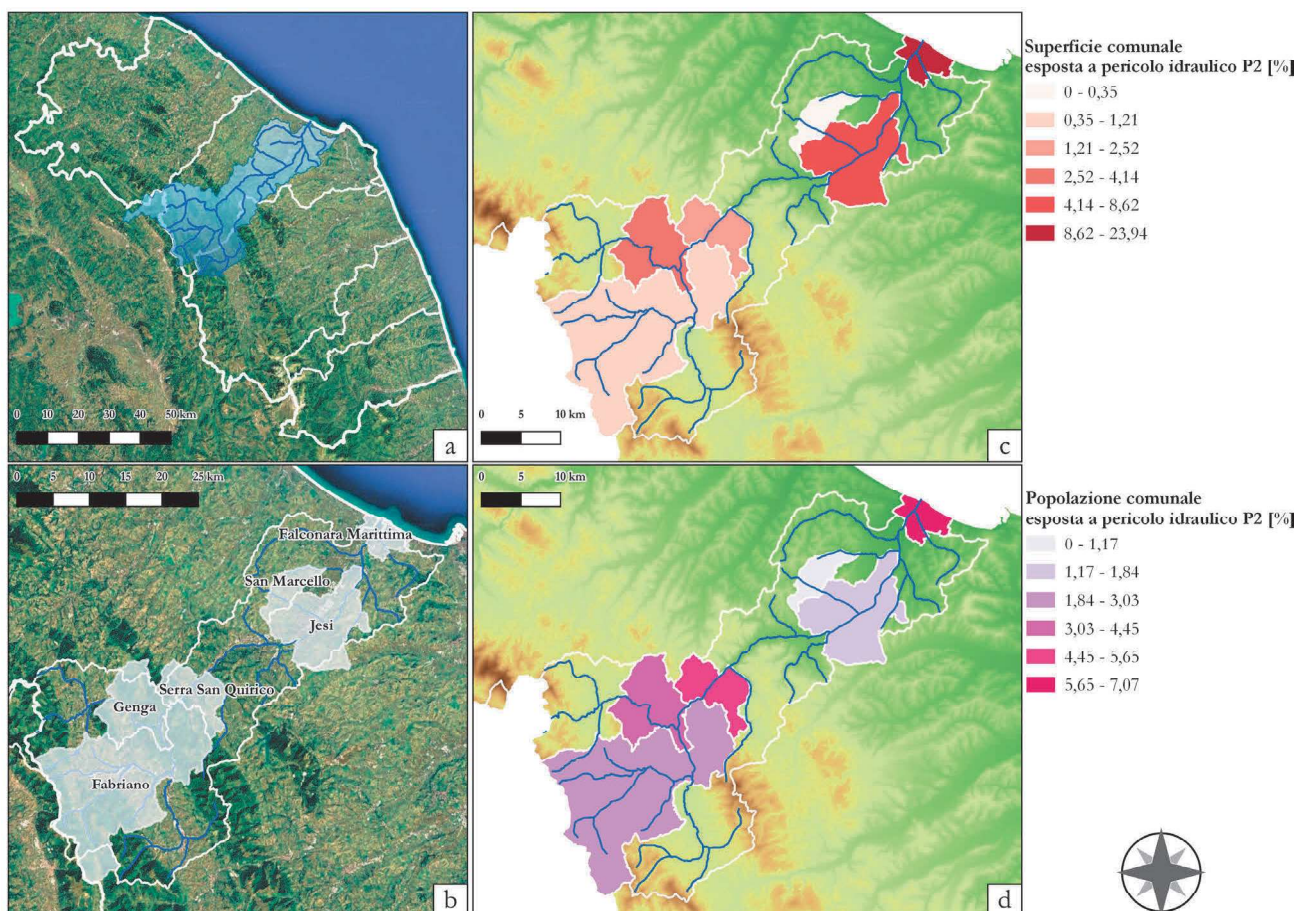 0 10 20 30 40 50 km
a
Superficie comunale
esposta a pericolo idraulico P2 [%]
0 - 0,35
0,35 - 1,21
1,21 - 2,52
2,52 - 4,14
4,14 - 8,62
8,62 - 23,94
0 5 10 km
c
0 5 10 15 20 25 km
Falconara Marittima
San Marcello
Jesi
Serra San Quirico
Genga
Fabriano
b
0 5 10 km
d
Popolazione comunale
esposta a pericolo idraulico P2 [%]
0 - 1,17
1,17 - 1,84
1,84 - 3,03
3,03 - 4,45
4,45 - 5,65
5,65 - 7,07